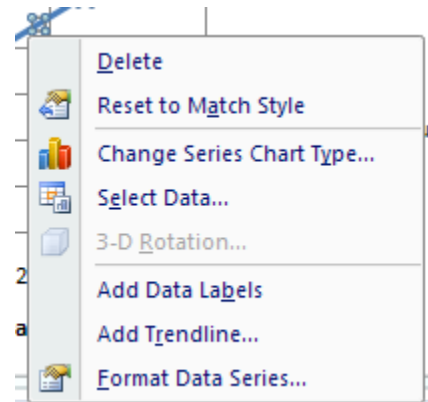 Delete
Reset to Match Style
Change Series Chart Type...
Select Data...
3-D Rotation...
2
Add Data Labels
a
Add Trendline...
Format Data Series...